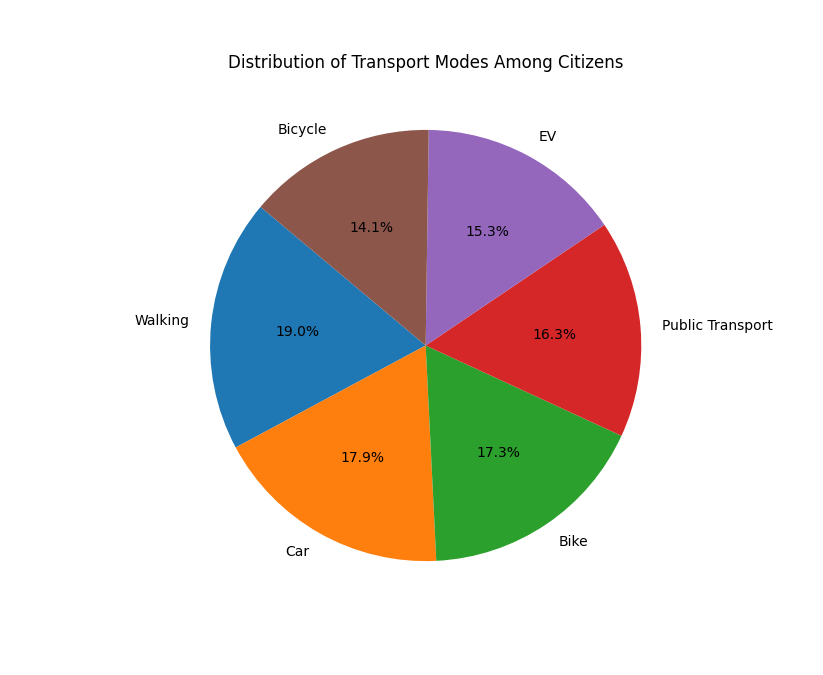 Distribution of Transport Modes Among Citizens
Bicycle
EV
14.1%
15.3%
Walking
19.0%
16.3%
Public Transport
17.9%
17.3%
Car
Bike